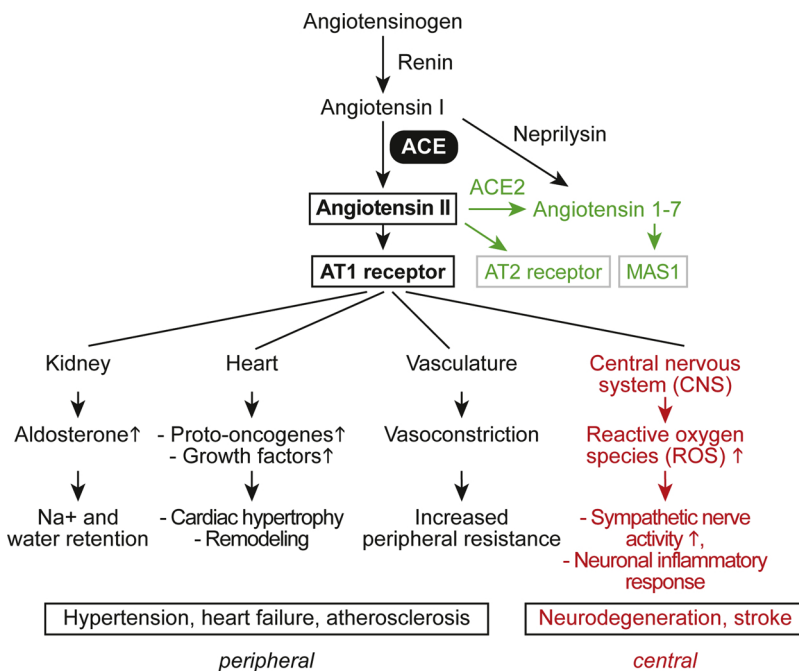 Angiotensinogen
Renin
Angiotensin I
ACE
Neprilysin
ACE2
Angiotensin II
Angiotensin 1-7
AT1 receptor
AT2 receptor
MAS1
Kidney
Heart
Vasculature
Central nervous
system (CNS)
Aldosterone↑
- Proto-oncogenes↑
- Growth factors↑
Vasoconstriction
Reactive oxygen
species (ROS) ↑
Na+ and
water retention
- Cardiac hypertrophy
- Remodeling
Increased
peripheral resistance
- Sympathetic nerve
activity ↑,
- Neuronal inflammatory
response
Hypertension, heart failure, atherosclerosis
Neurodegeneration, stroke
peripheral
central